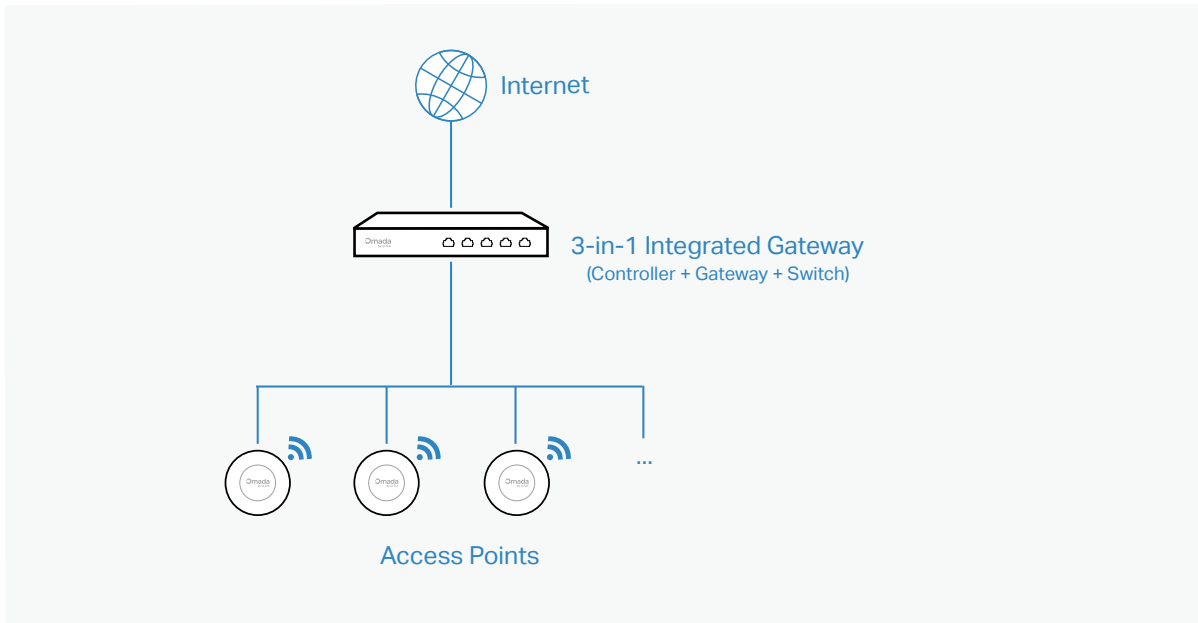 Internet
Omada
3-in-1 Integrated Gateway
(Controller + Gateway + Switch)
...
Omada
Omada
Omada
Access Points